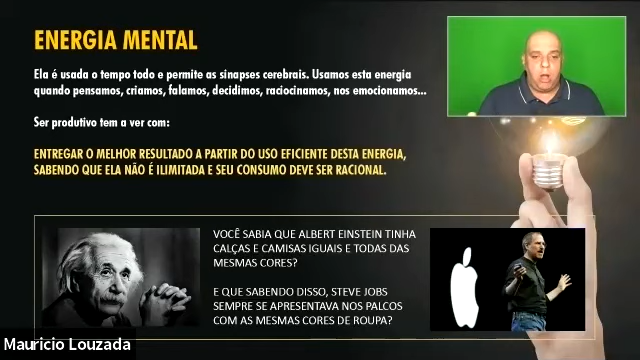 ENERGIA MENTAL
Ela é usada o tempo todo e permite as sinapses cerebrais. Usamos esta energia
quando pensamos, criamos, falamos, decidimos, raciocinamos, nos emocionamos...
Ser produtivo tem a ver com:
ENTREGAR O MELHOR RESULTADO A PARTIR DO USO EFICIENTE DESTA ENERGIA,
SABENDO QUE ELA NÃO É ILIMITADA E SEU CONSUMO DEVE SER RACIONAL.
VOCÊ SABIA QUE ALBERT EINSTEIN TINHA
CALÇAS E CAMISAS IGUAIS E TODAS DAS
MESMAS CORES?
E QUE SABENDO DISSO, STEVE JOBS
SEMPRE SE APRESENTAVA NOS PALCOS
COM AS MESMAS CORES DE ROUPA?
Mauricio Louzada